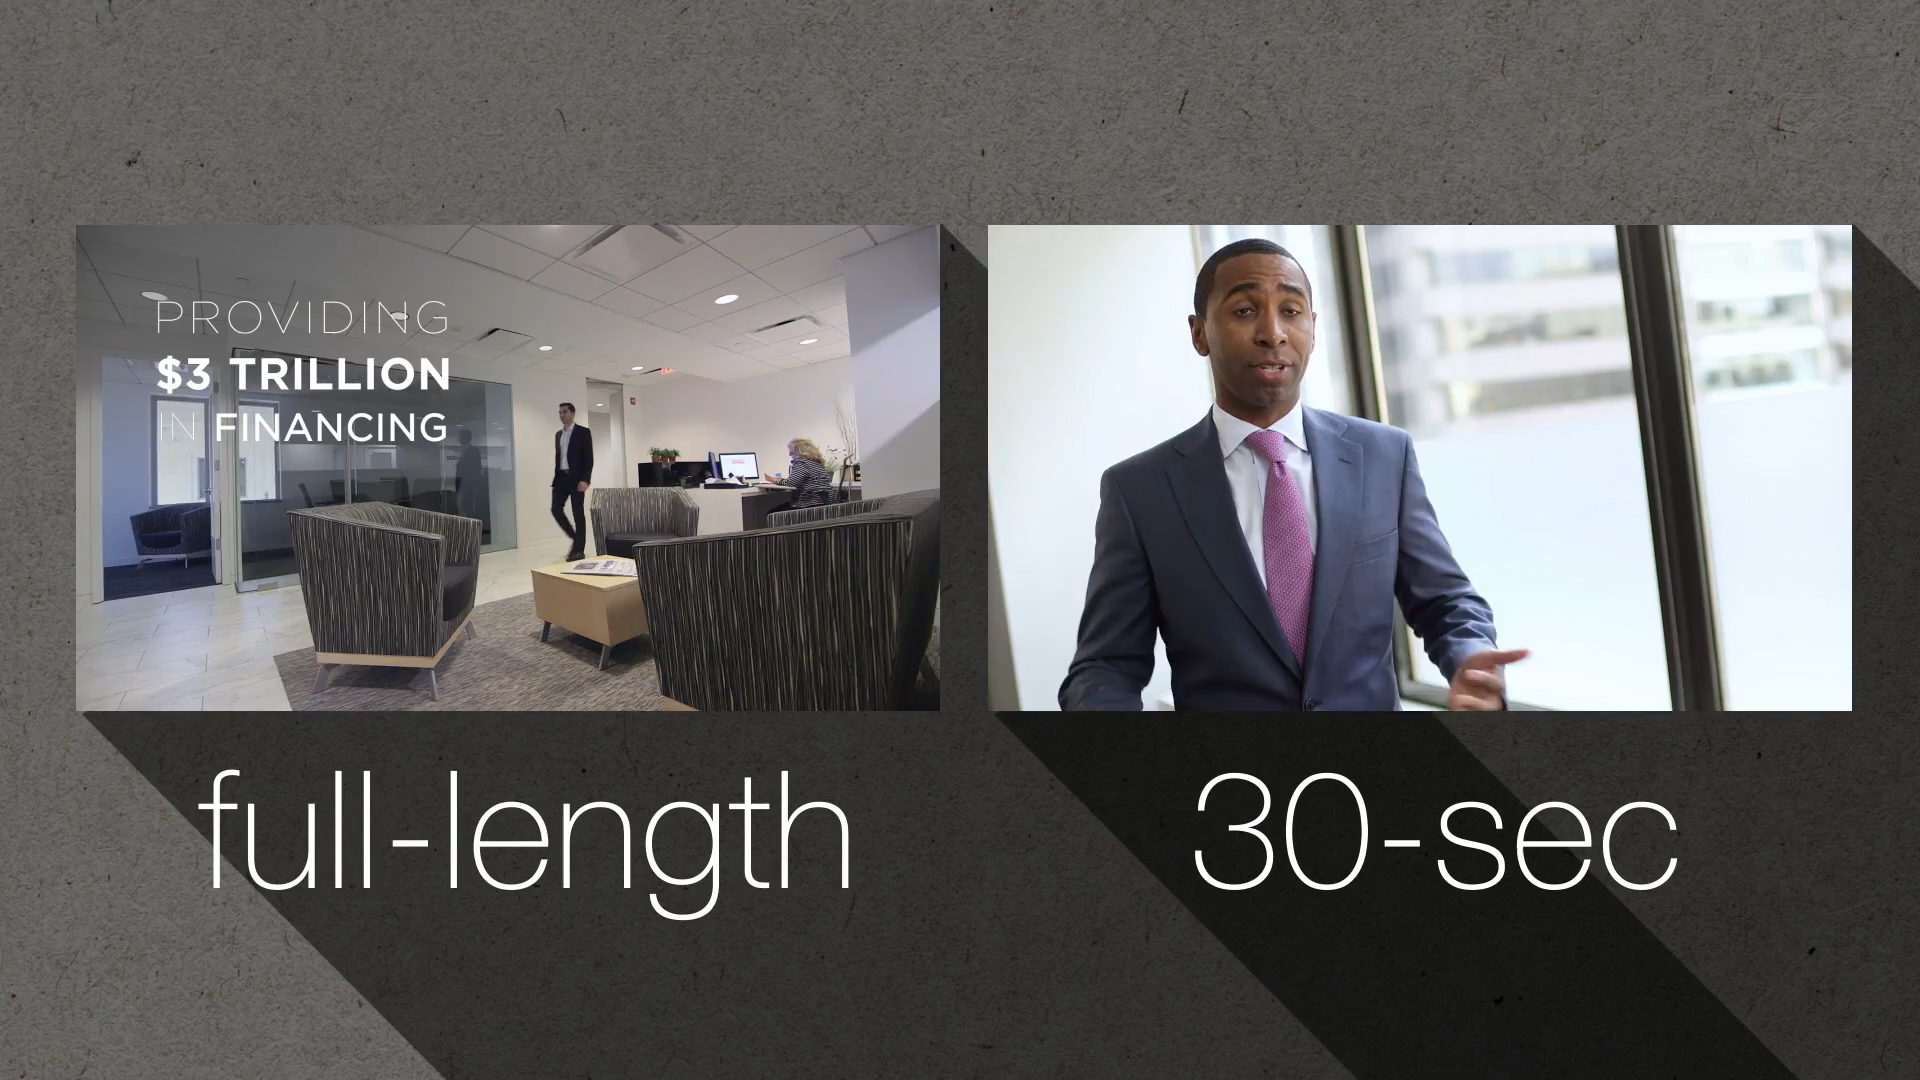 PROVIDING
$3 TRILLION
IN FINANCING
full-length
30-sec